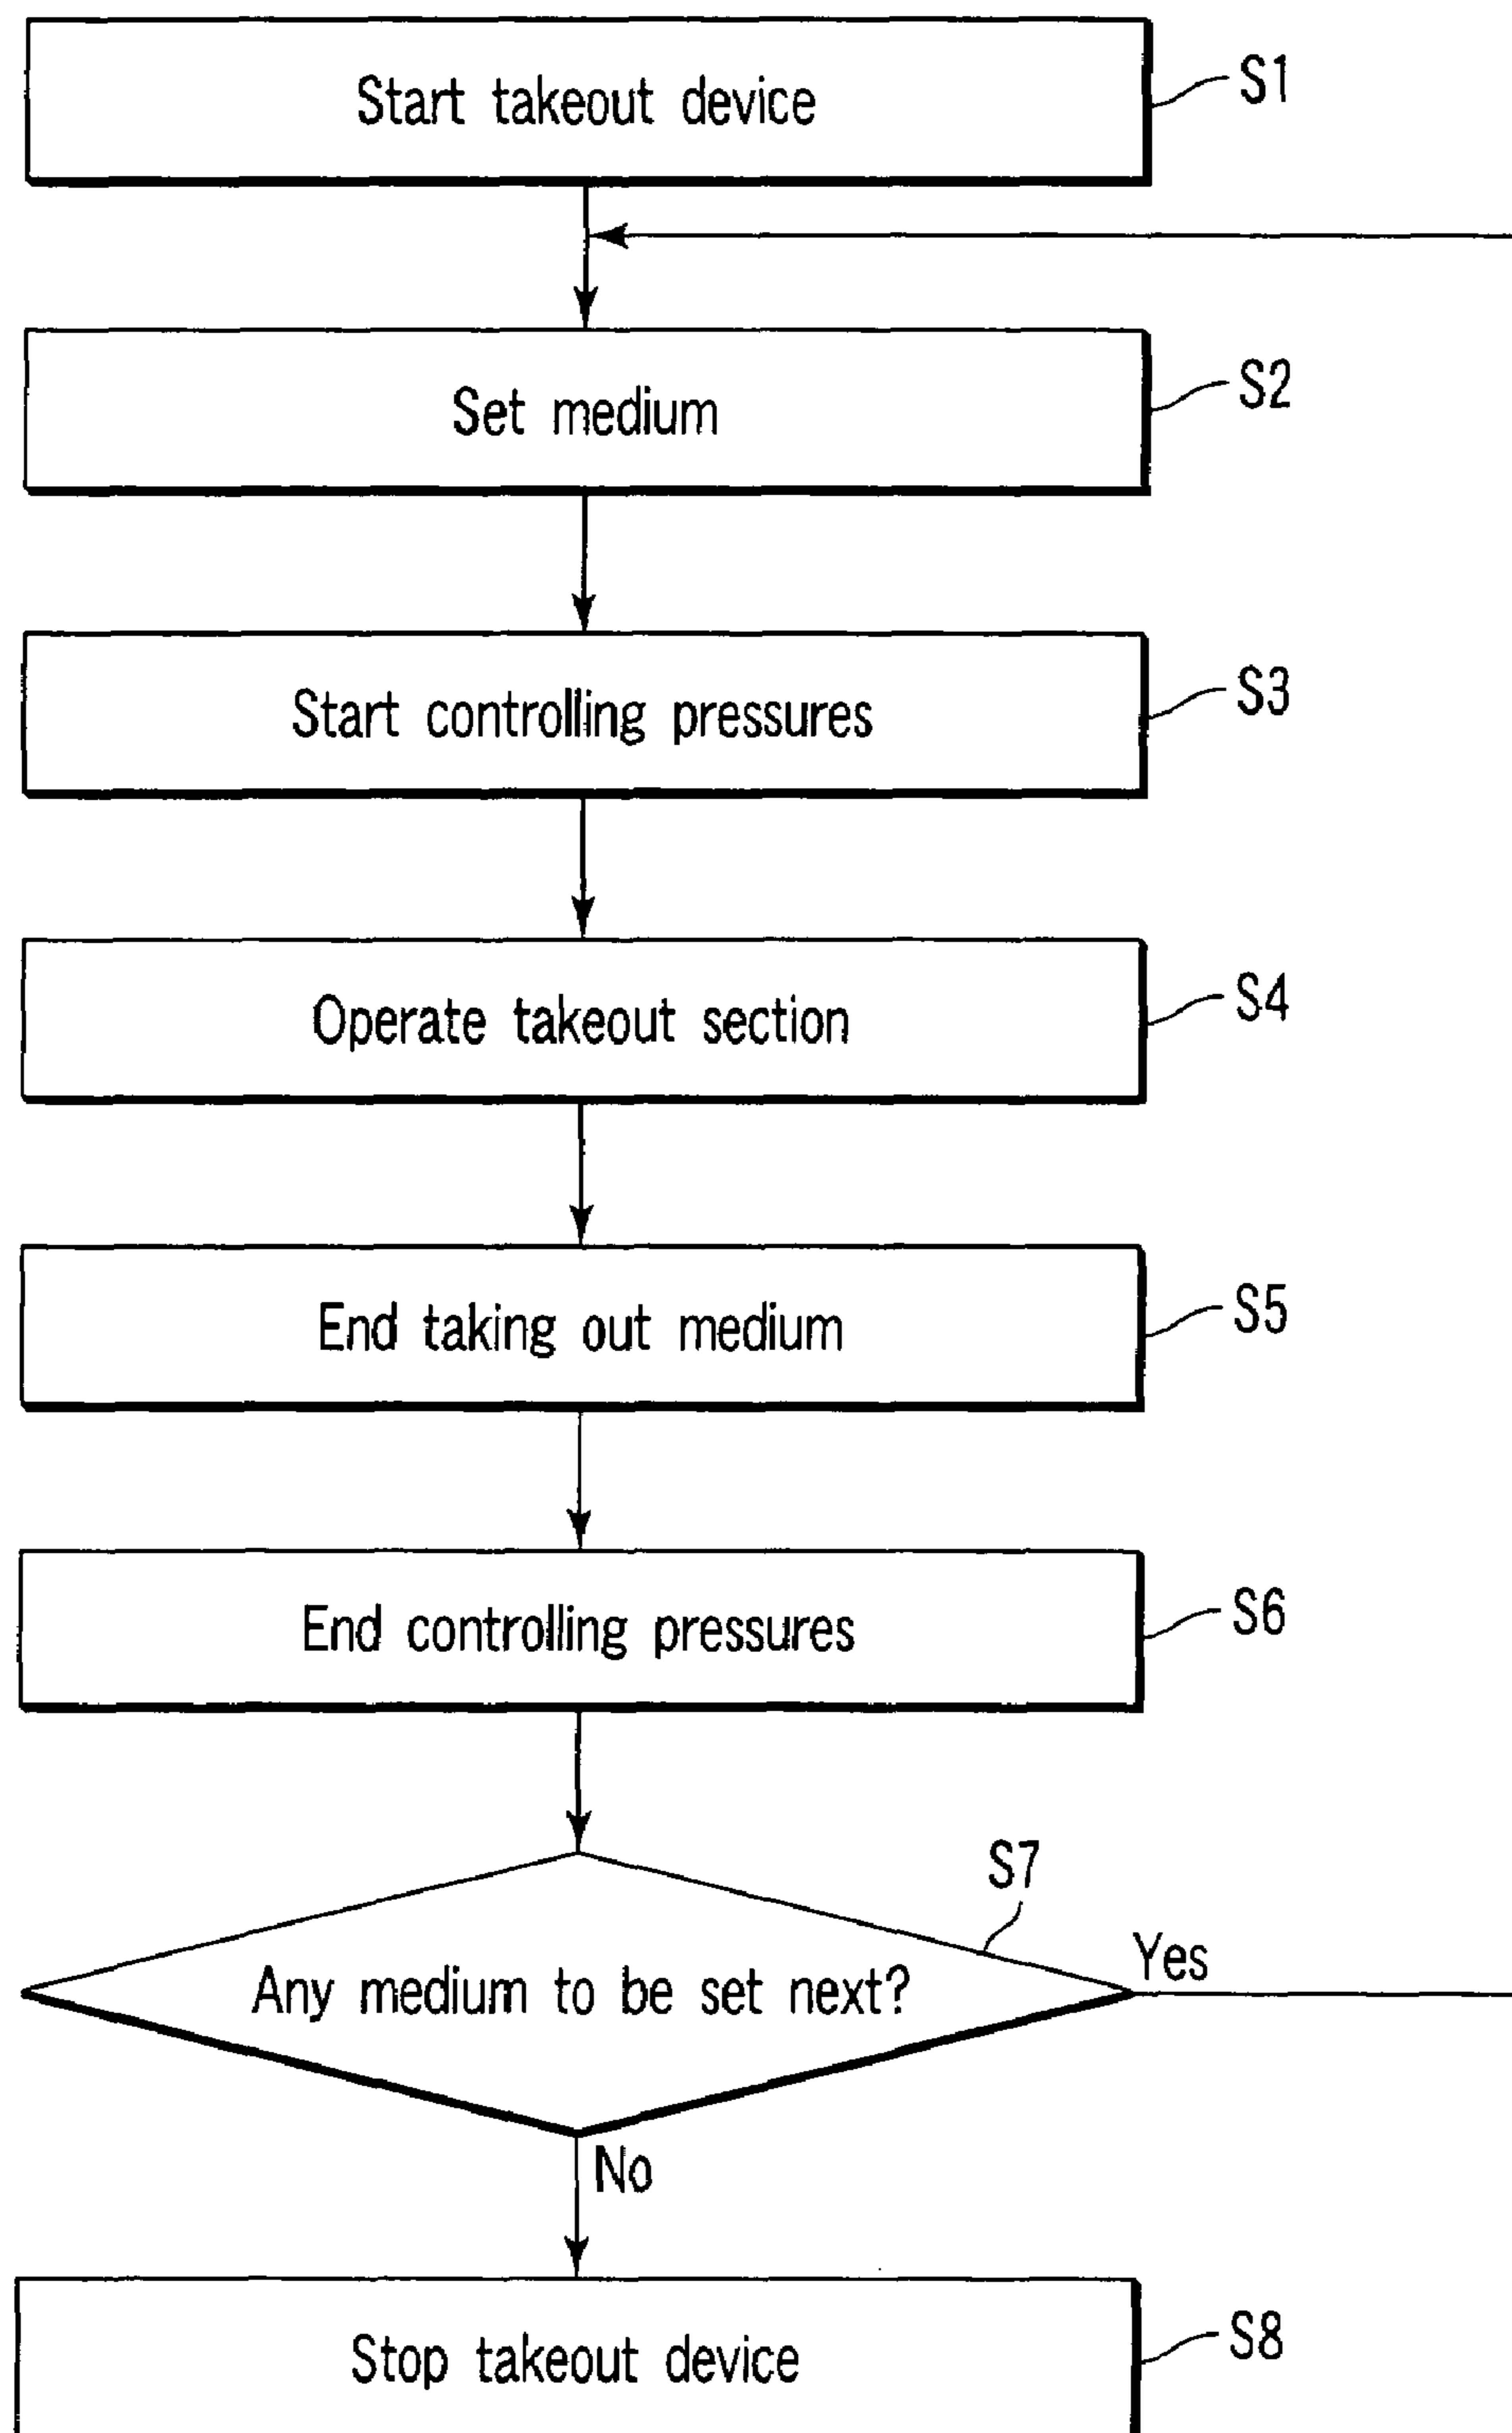 Start takeout device
S1
Set medium
S2
Start controlling pressures
S3
Operate takeout section
S4
End taking out medium
S5
End controlling pressures
S6
S7
Any medium to be set next?
Yes
No
Stop takeout device
S8